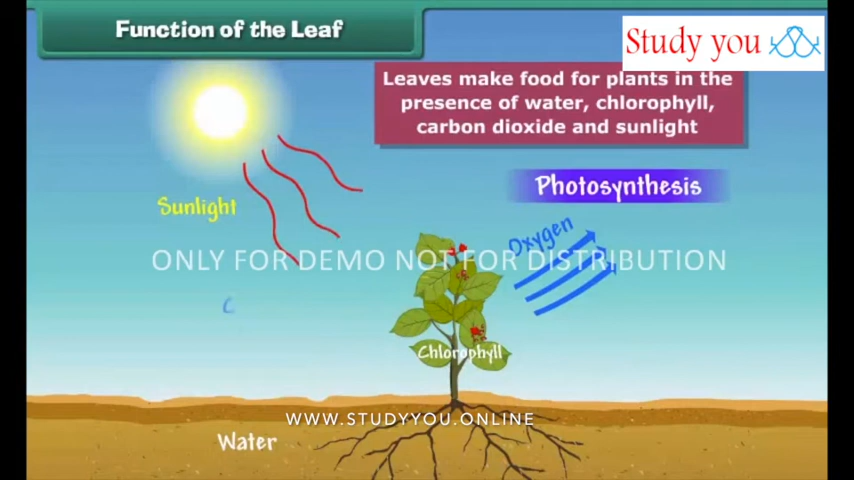 Function of the Leaf
Study you
Leaves make food for plants in the
presence of water, chlorophyll,
carbon dioxide and sunlight
Photosynthesis
Sunlight
Oxygen
ONLY FOR DEMO NOT FOR DISTRIBUTION
Chlorophyll
WWW.STUDYYOU.ONLINE
Water